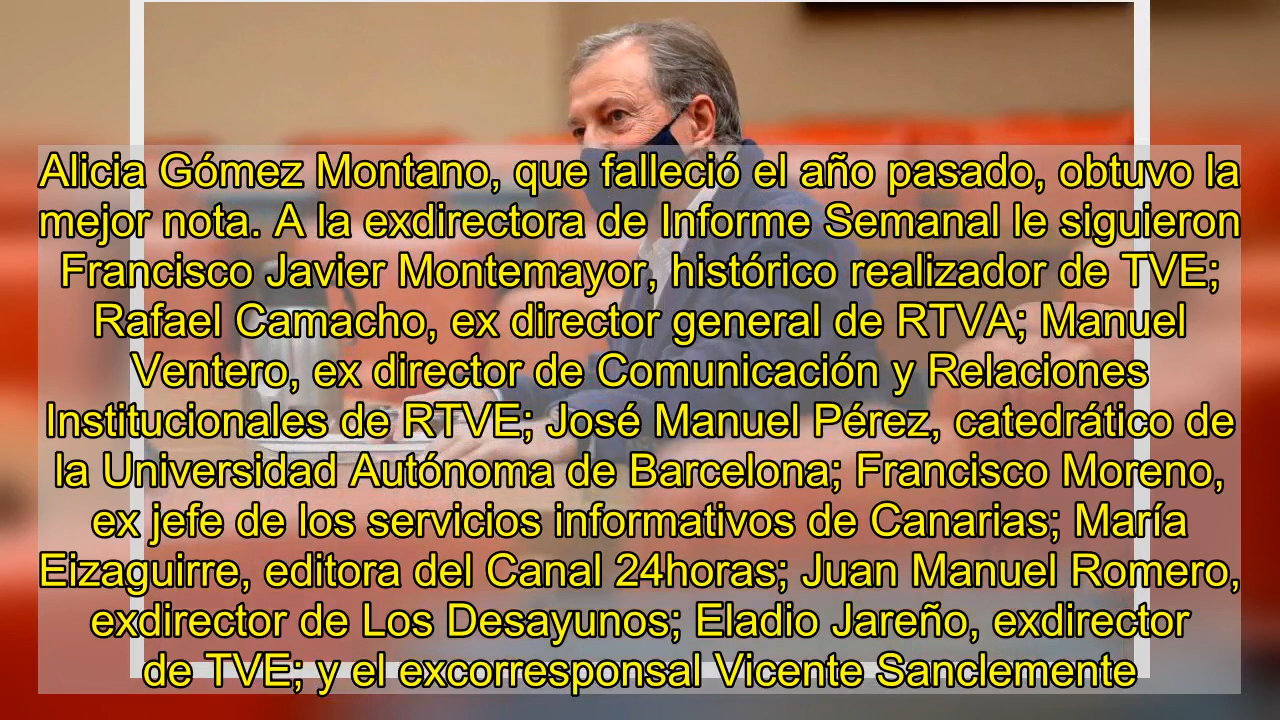 Alicia Gómez Montano, que falleció el año pasado, obtuvo la
mejor nota. A la exdirectora de Informe Semanal le siguieron
Francisco Javier Montemayor, histórico realizador de TVE;
Rafael Camacho, ex director general de RTVA; Manuel
Ventero, ex director de Comunicación y Relaciones
Institucionales de RTVE; José Manuel Pérez, catedrático de
la Universidad Autónoma de Barcelona; Francisco Moreno,
ex jefe de los servicios informativos de Canarias; María
Eizaguirre, editora del Canal 24horas; Juan Manuel Romero,
exdirector de Los Desayunos; Eladio Jareño, exdirector
de TVE; y el excorresponsal Vicente Sanclemente